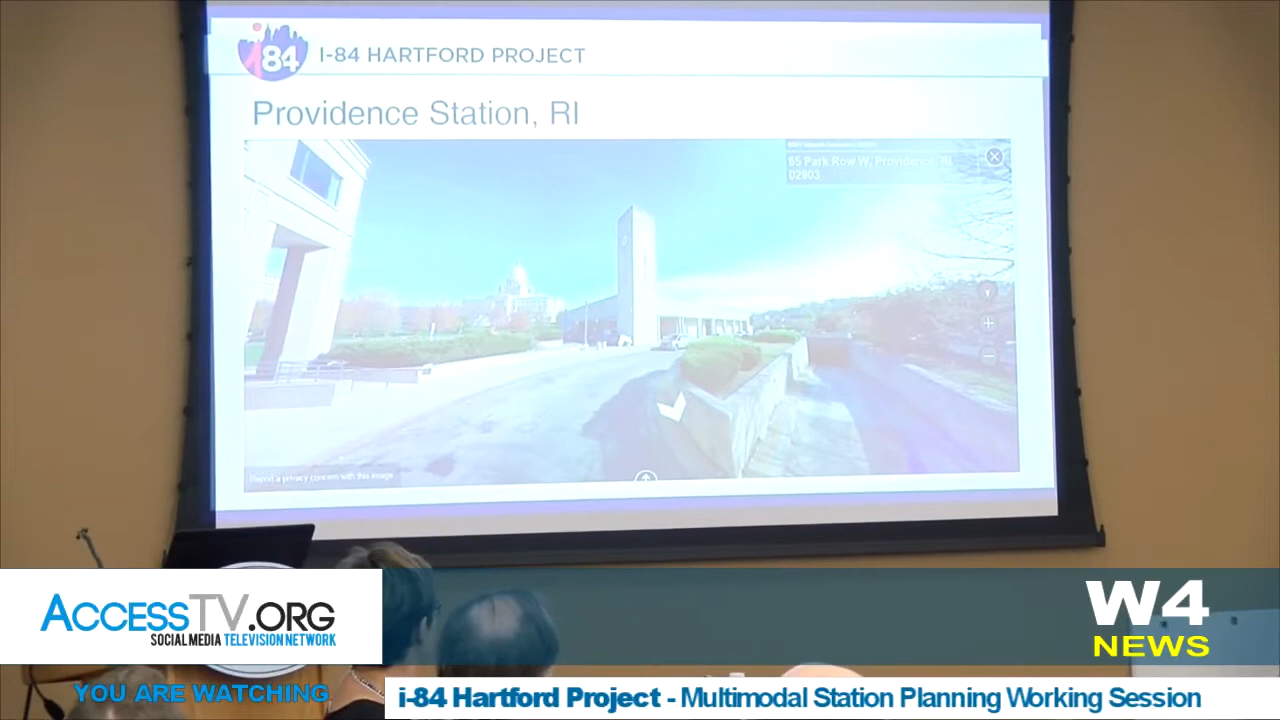 i84
I-84 HARTFORD PROJECT
Providence Station, RI
65 Park Row W, Providence, RI
02903
Report a privacy concern with this image
ACCESSTV.ORG
SOCIAL MEDIA TELEVISION NETWORK
W4
NEWS
YOU ARE WATCHING
i-84 Hartford Project - Multimodal Station Planning Working Session